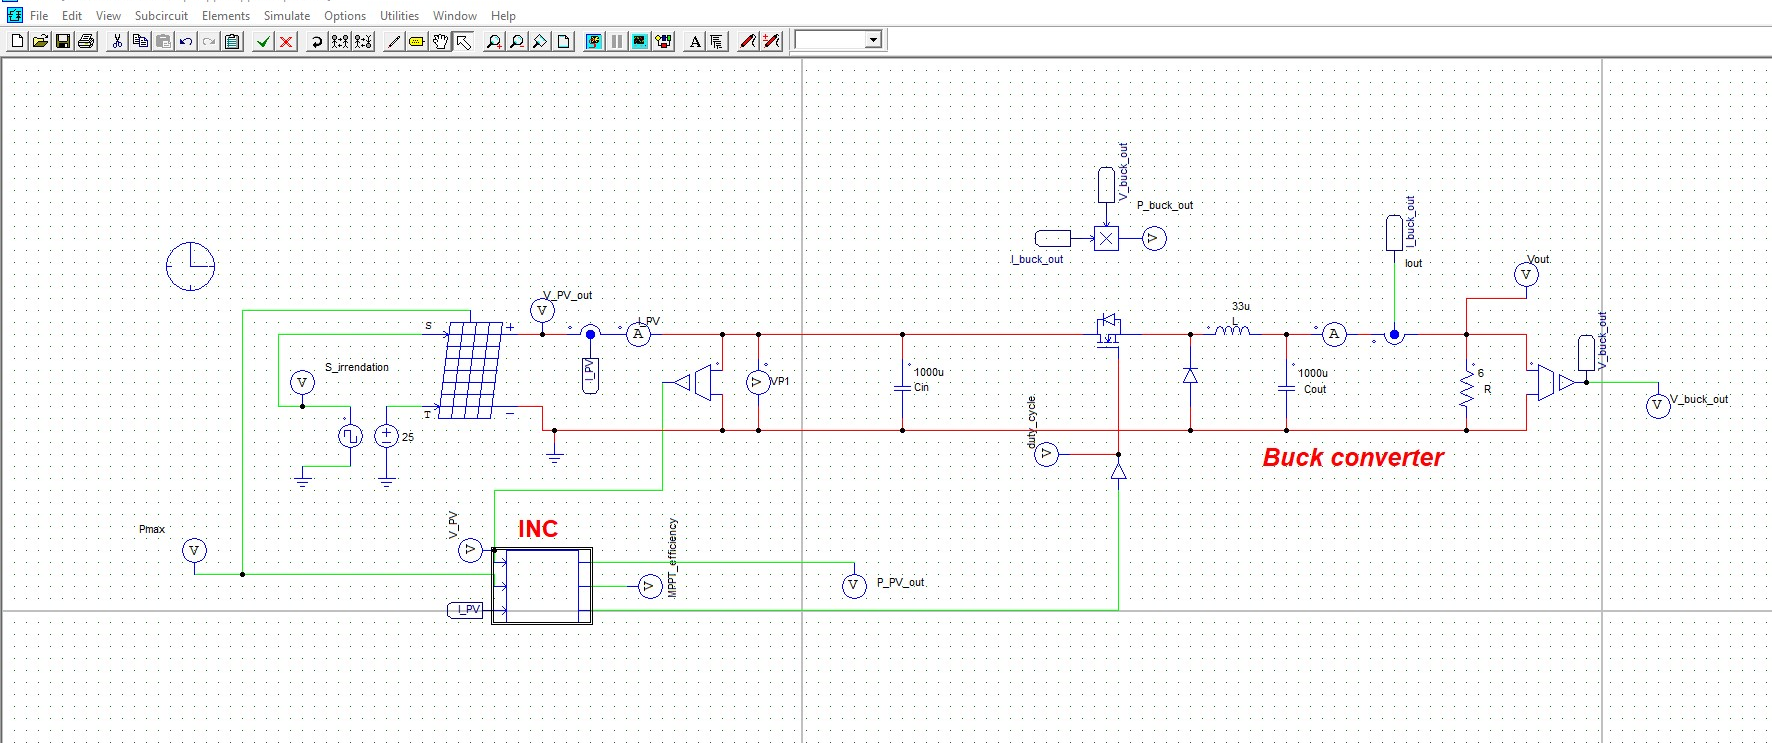 File Edit View Subcircuit Elements Simulate Options Utilities Window Help
A
V_buck_out
P_buck_out
V
I_buck_out
I_buck_out
Iout
Vout
V
V_PV_out
V
I_PV
A
S
+
I_PV
S_irrendation
V
T
−
25
V
VP1
1000u
Cin
33u
L
1000u
Cout
A
6
R
V_buck_out
V
V_buck_out
duty_cycle
V
Buck converter
Pmax
V
V_PV
V
INC
I_PV
MPPT_efficiency
V
V
P_PV_out